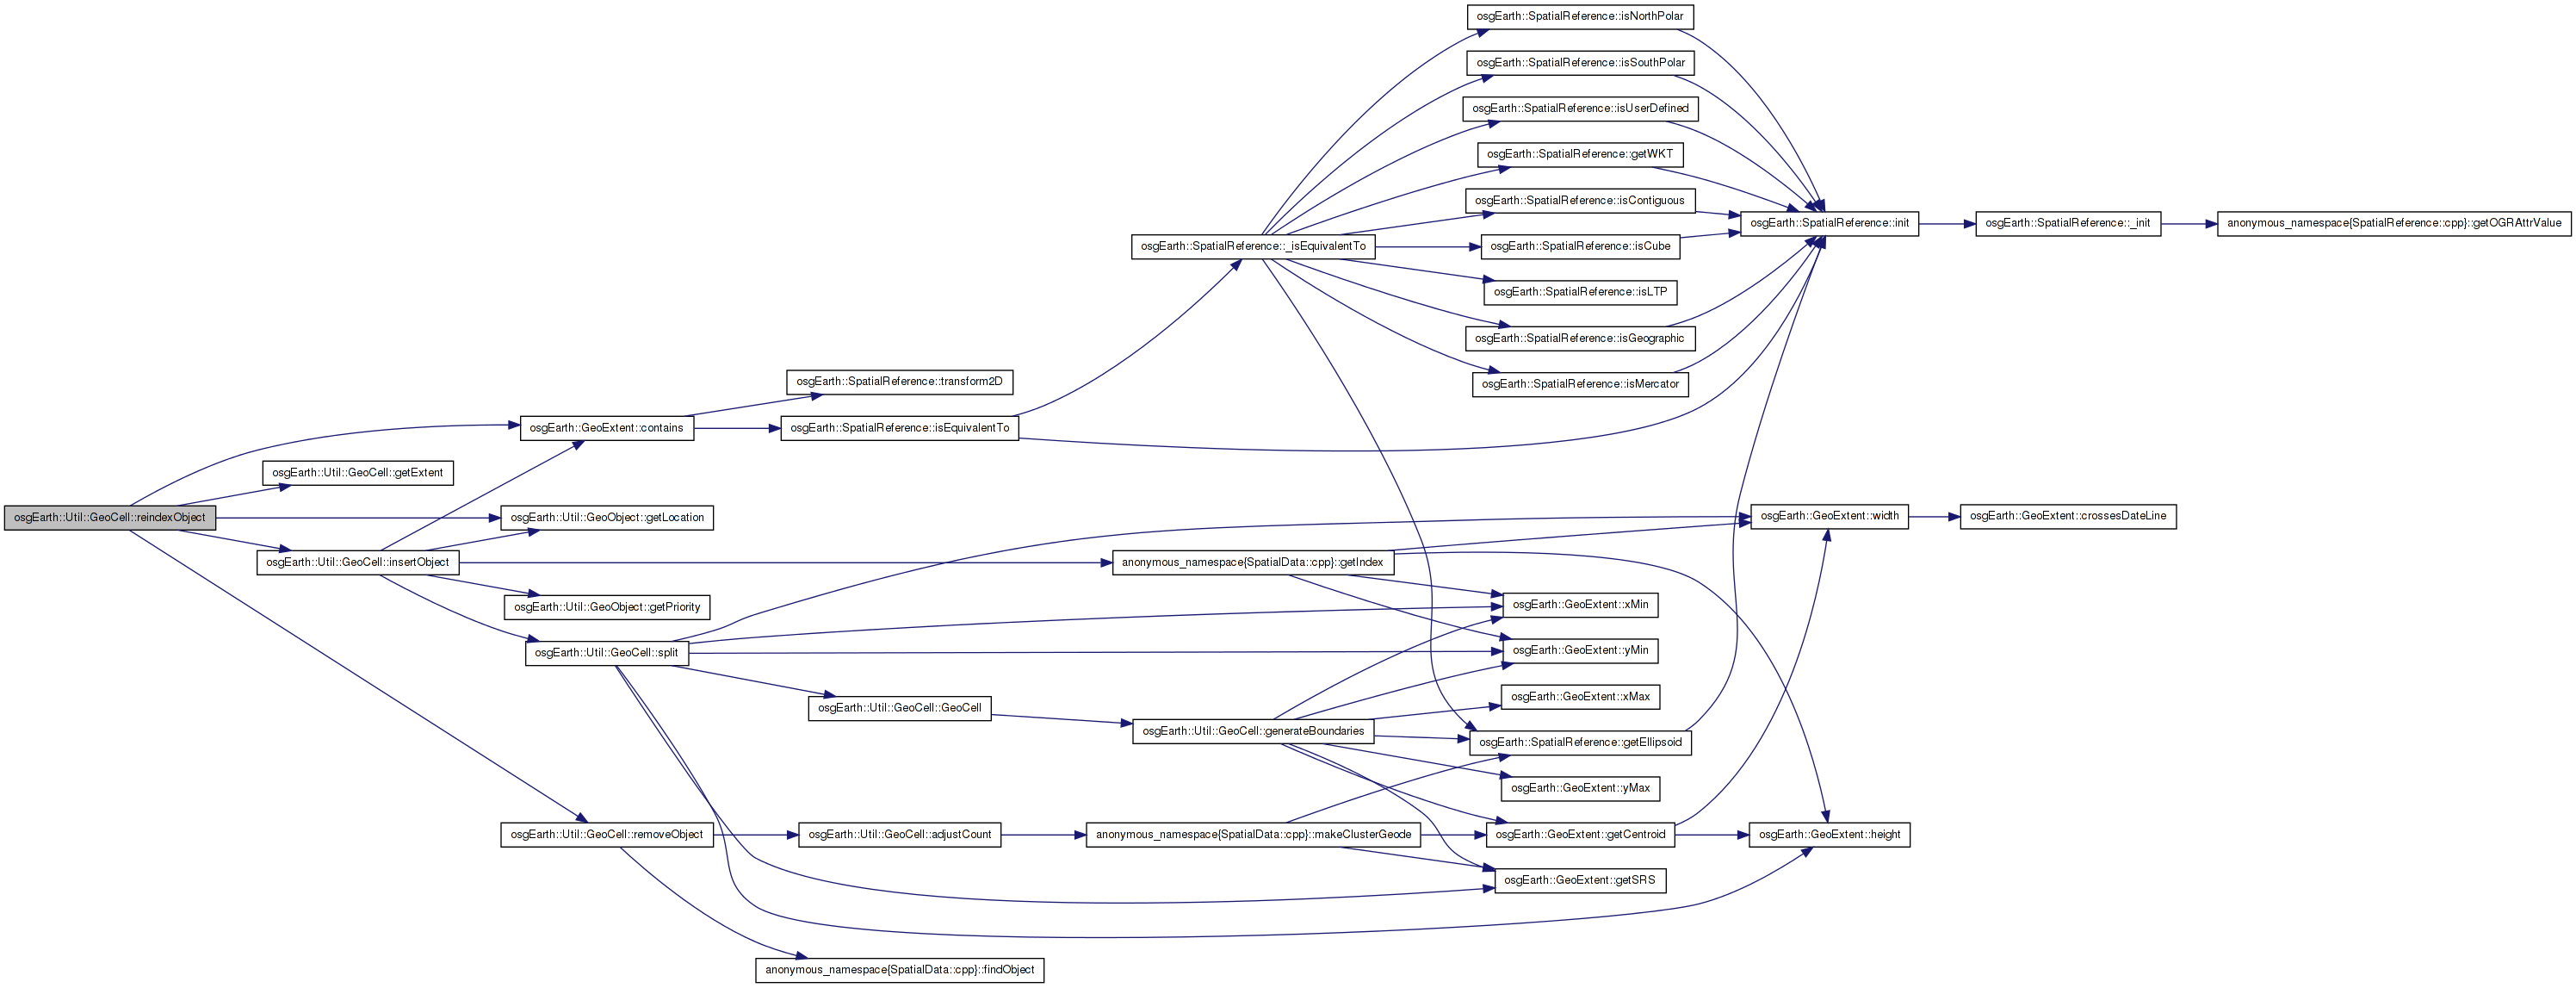 osgEarth::SpatialReference::isNorthPolar
osgEarth::SpatialReference::isSouthPolar
osgEarth::SpatialReference::isUserDefined
osgEarth::SpatialReference::getWKT
osgEarth::SpatialReference::isContiguous
osgEarth::SpatialReference::init
osgEarth::SpatialReference::_init
anonymous_namespace{SpatialReference::cpp}::getOGRAttrValue
osgEarth::SpatialReference::_isEquivalentTo
osgEarth::SpatialReference::isCube
osgEarth::SpatialReference::isLTP
osgEarth::SpatialReference::isGeographic
osgEarth::SpatialReference::transform2D
osgEarth::SpatialReference::isMercator
osgEarth::GeoExtent::contains
osgEarth::SpatialReference::isEquivalentTo
osgEarth::Util::GeoCell::getExtent
osgEarth::Util::GeoCell::reindexObject
osgEarth::Util::GeoObject::getLocation
osgEarth::GeoExtent::width
osgEarth::GeoExtent::crossesDateLine
osgEarth::Util::GeoCell::insertObject
anonymous_namespace{SpatialData::cpp}::getIndex
osgEarth::Util::GeoObject::getPriority
osgEarth::GeoExtent::xMin
osgEarth::Util::GeoCell::split
osgEarth::GeoExtent::yMin
osgEarth::Util::GeoCell::GeoCell
osgEarth::GeoExtent::xMax
osgEarth::Util::GeoCell::generateBoundaries
osgEarth::SpatialReference::getEllipsoid
osgEarth::GeoExtent::yMax
osgEarth::Util::GeoCell::removeObject
osgEarth::Util::GeoCell::adjustCount
anonymous_namespace{SpatialData::cpp}::makeClusterGeode
osgEarth::GeoExtent::getCentroid
osgEarth::GeoExtent::height
osgEarth::GeoExtent::getSRS
anonymous_namespace{SpatialData::cpp}::findObject